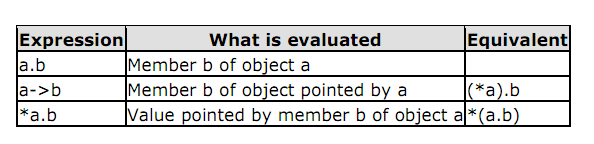 Expression What is evaluated Equivalent
a.b Member b of object a
a->b Member b of object pointed by a (*a).b
*a.b Value pointed by member b of object a *(a.b)